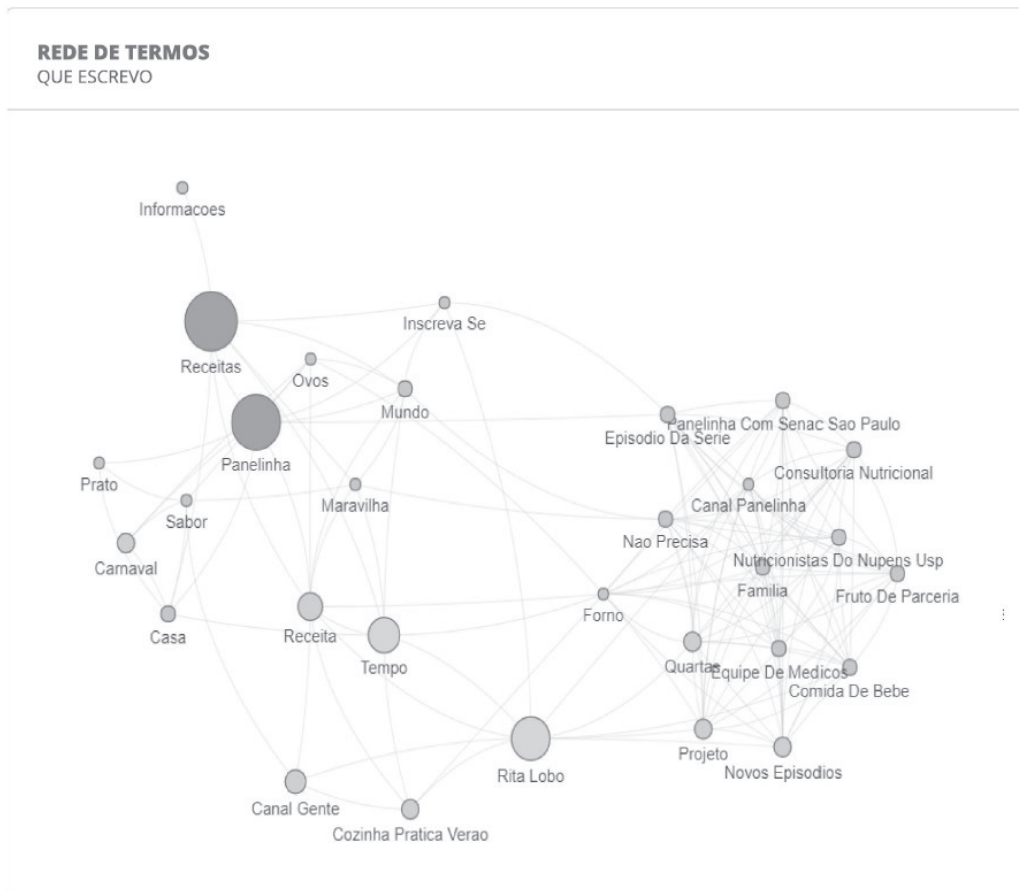 REDE DE TERMOS
QUE ESCREVO
Informacoes
Inscreva Se
Receitas
Ovos
Mundo
Panelinha Com Senac Sao Paulo
Episodio Da Serie
Panelinha
Consultoria Nutricional
Prato
Maravilha
Canal Panelinha
Sabor
Nao Precisa
Nutricionistas Do Nupens Usp
Carnaval
Familia
Fruto De Parceria
Forno
Casa
Receita
Tempo
Quartas
Equipe De Medicos
Comida De Bebe
Projeto
Novos Episodios
Rita Lobo
Canal Gente
Cozinha Pratica Verao